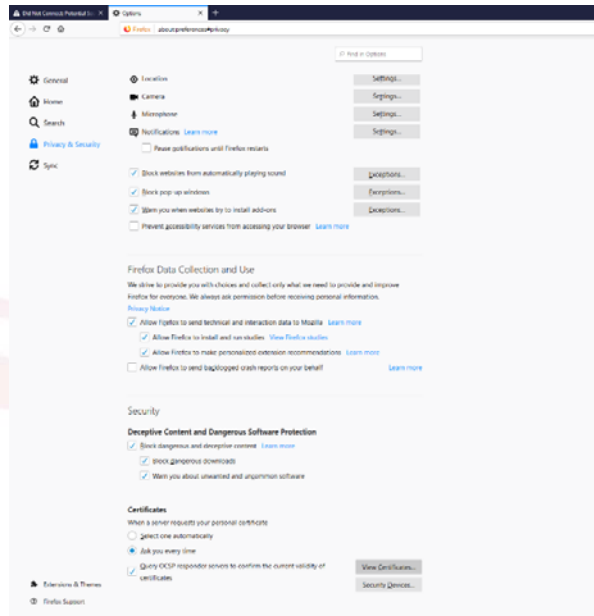 Did Not Connect: Potential Se
Options
Firefox about:preferences#privacy
Find in Options
General
Home
Search
Privacy & Security
Sync
Location Settings...
Camera Settings...
Microphone Settings...
Notifications Learn more Settings...
Pause notifications until Firefox restarts
Block websites from automatically playing sound Exceptions...
Block pop-up windows Exceptions...
Warn you when websites try to install add-ons Exceptions...
Prevent accessibility services from accessing your browser Learn more
Firefox Data Collection and Use
We strive to provide you with choices and collect only what we need to provide and improve
Firefox for everyone. We always ask permission before receiving personal information.
Privacy Notice
Allow Firefox to send technical and interaction data to Mozilla Learn more
Allow Firefox to install and run studies View Firefox studies
Allow Firefox to make personalized extension recommendations Learn more
Allow Firefox to send backlogged crash reports on your behalf Learn more
Security
Deceptive Content and Dangerous Software Protection
Block dangerous and deceptive content Learn more
Block dangerous downloads
Warn you about unwanted and uncommon software
Certificates
When a server requests your personal certificate
Select one automatically
Ask you every time
Query OCSP responder servers to confirm the current validity of
certificates
View Certificates...
Security Devices...
Extensions & Themes
Firefox Support